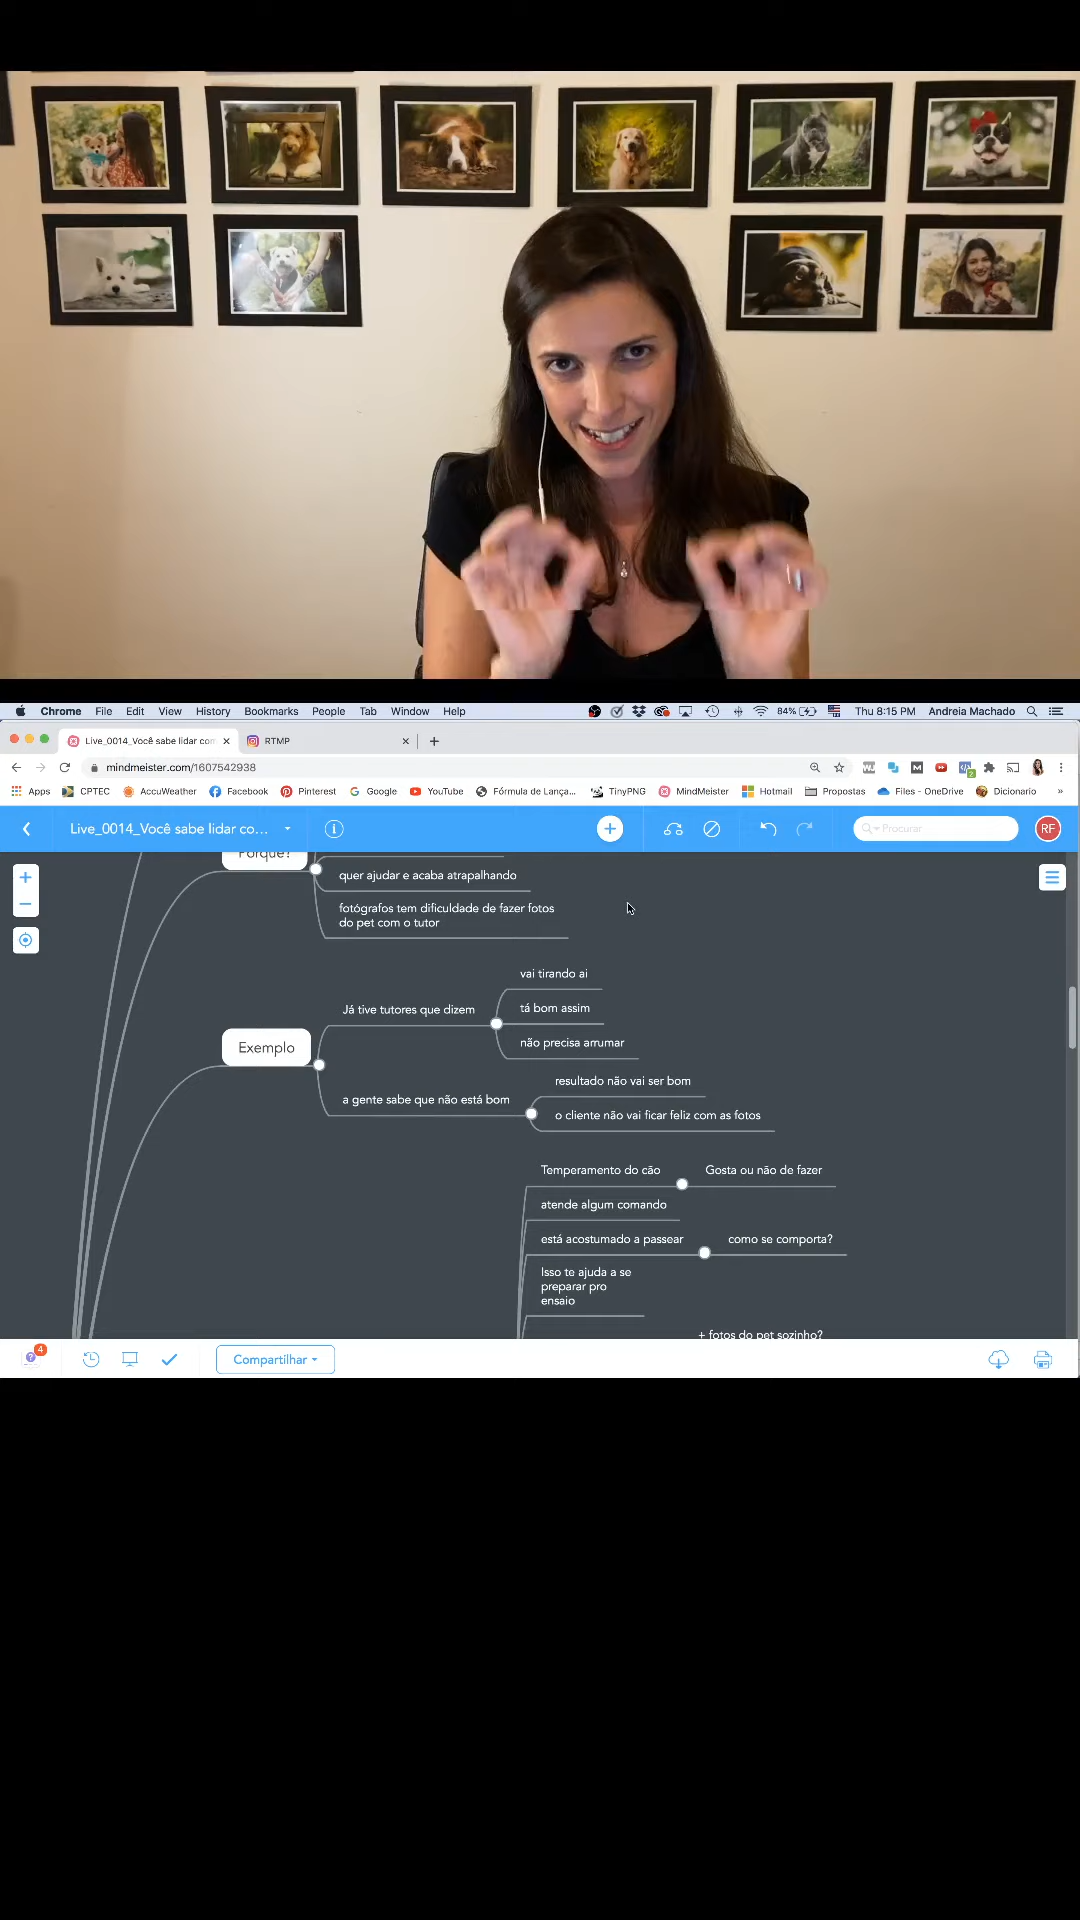 Chrome File Edit View History Bookmarks People Tab Window Help 84% Thu 8:15 PM Andreia Machado
Live_0014_Você sabe lidar com RTMP
mindmeister.com/1607542938
Apps CPTEC AccuWeather Facebook Pinterest Google YouTube Fórmula de Lança... TinyPNG MindMeister Hotmail Propostas Files - OneDrive Dicionario »
Live_0014_Você sabe lidar co... Procurar RF
Porque?
quer ajudar e acaba atrapalhando
fotógrafos tem dificuldade de fazer fotos
do pet com o tutor
Exemplo
Já tive tutores que dizem
vai tirando ai
tá bom assim
não precisa arrumar
a gente sabe que não está bom
resultado não vai ser bom
o cliente não vai ficar feliz com as fotos
Temperamento do cão
Gosta ou não de fazer
atende algum comando
está acostumado a passear
como se comporta?
Isso te ajuda a se
preparar pro
ensaio
+ fotos do pet sozinho?
4 Compartilhar